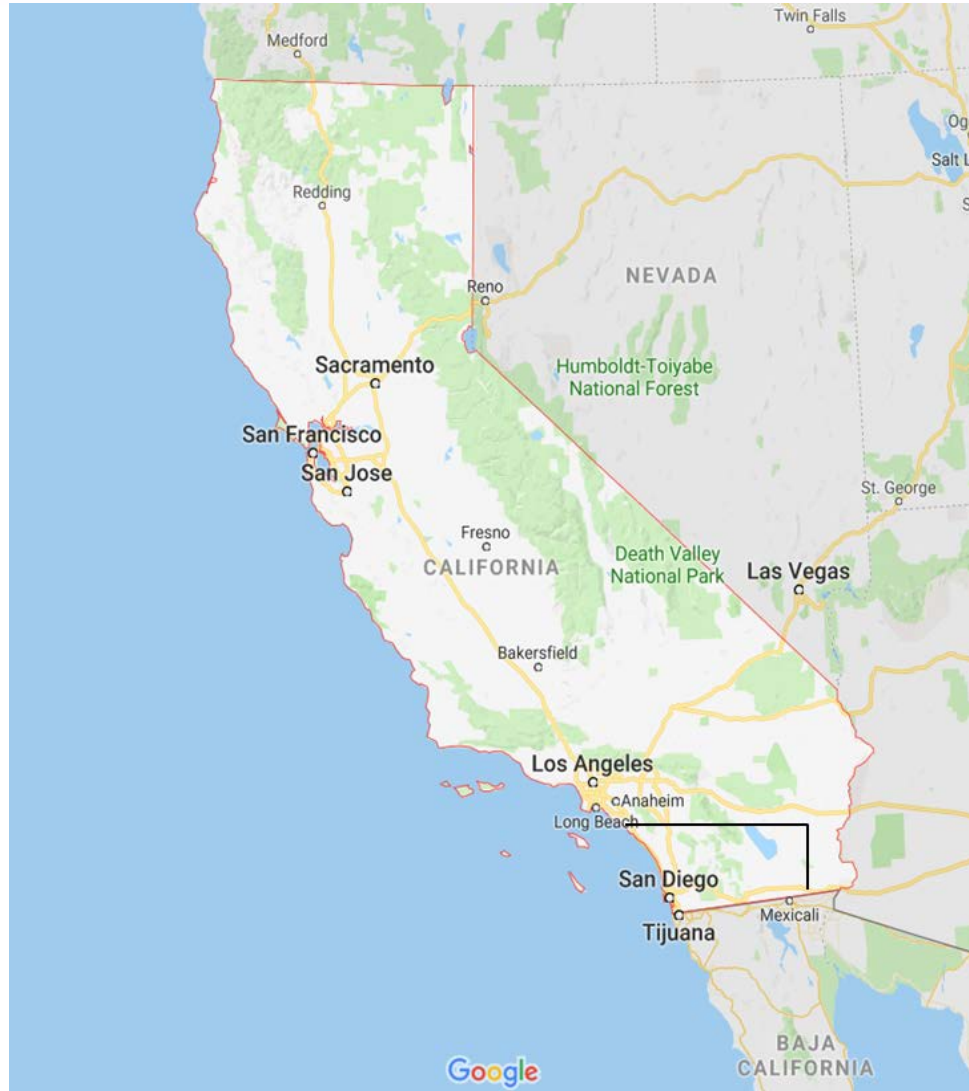 Twin Falls
Medford
Og
Salt L
Redding
S
NEVADA
Reno
Humboldt-Toiyabe
National Forest
Sacramento
San Francisco
San Jose
St. George
Fresno
CALIFORNIA
Death Valley
National Park
Las Vegas
Bakersfield
Los Angeles
Anaheim
Long Beach
San Diego
Mexicali
Tijuana
BAJA
CALIFORNIA
Google